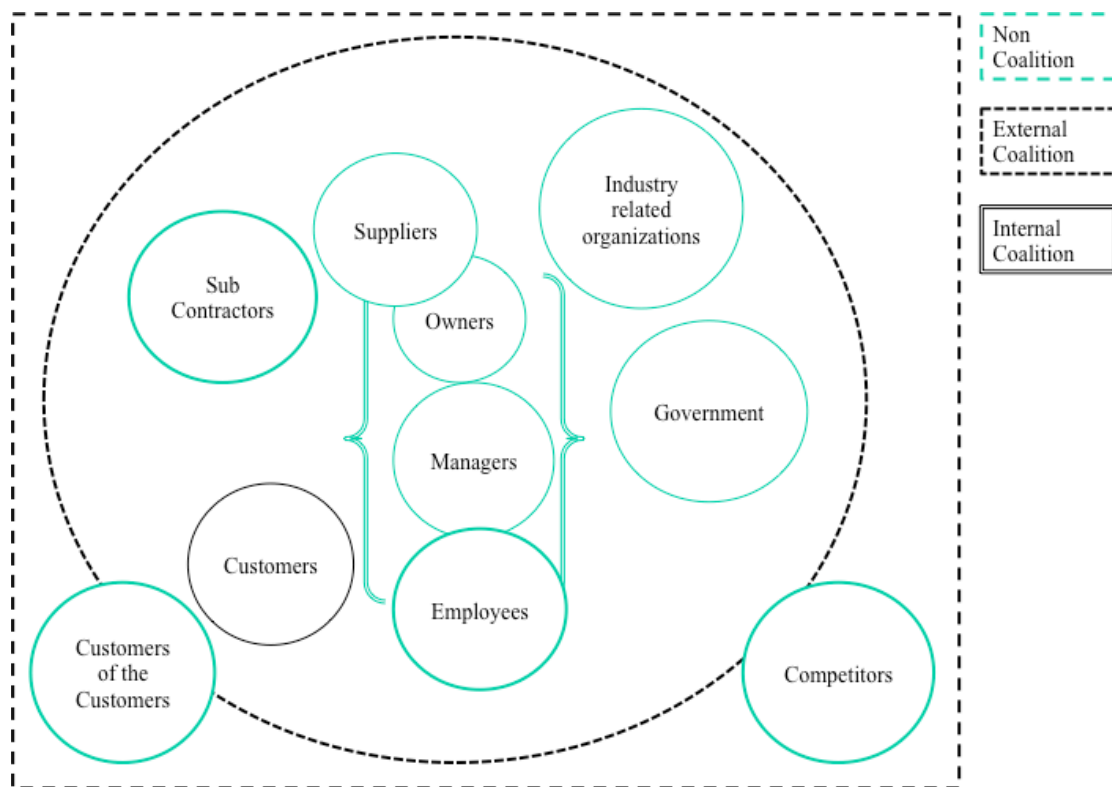 Non
Coalition
External
Coalition
Internal
Coalition
Industry
related
organizations
Suppliers
Sub
Contractors
Owners
Government
Managers
Customers
Employees
Customers
of the
Customers
Competitors